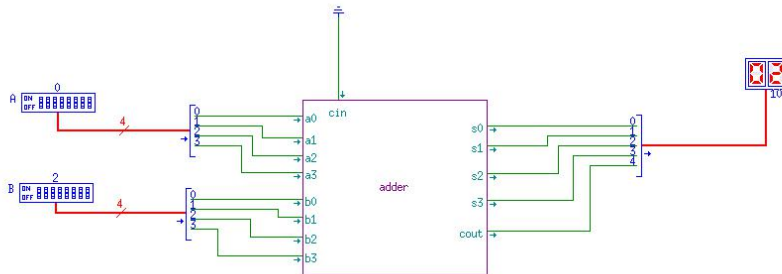 0
A ON OFF
4
0
1
2
3
cin
a0
a1
a2
a3
adder
s0
s1
s2
s3
cout
0
1
2
3
4
02
10
2
B ON OFF
4
0
1
2
3
b0
b1
b2
b3